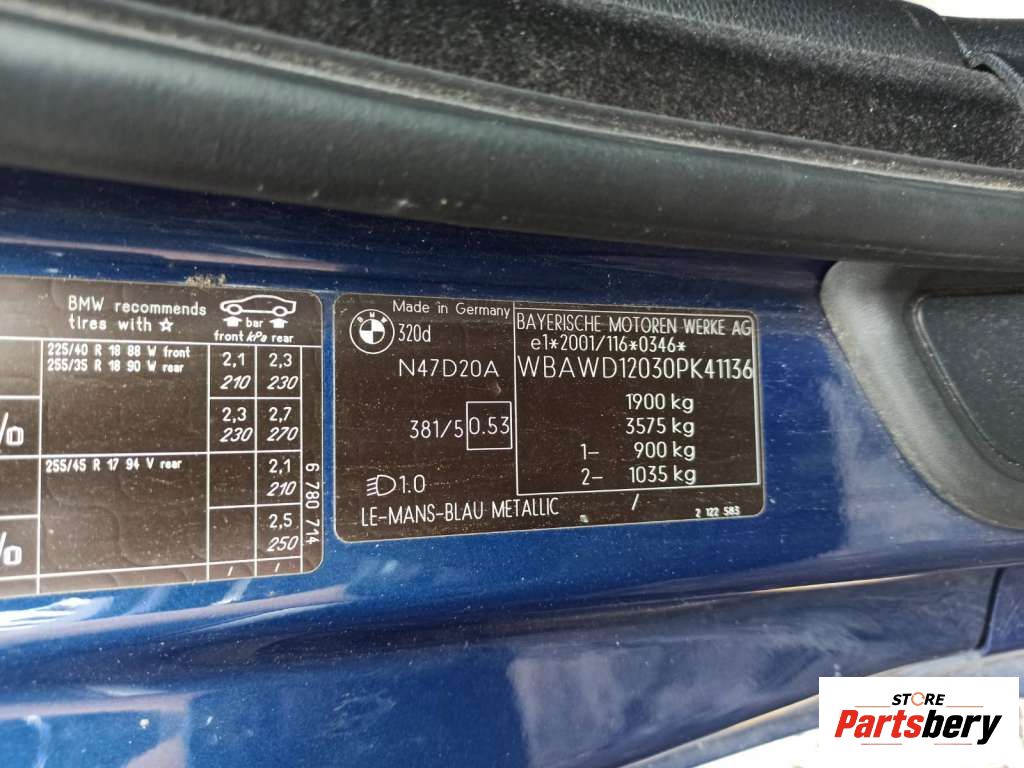 BMW recommends
tires with ☆
bar
front kPa rear
225/40 R 18 88 W front
255/35 R 18 90 W rear
2,1 2,3
210 230
2,3 2,7
% 230 270
255/45 R 17 94 V rear
2,1
210
2,5
% 250
/ /
6 780 714
Made in Germany
BMW
320d
N47D20A
381/5 0.53
1.0
LE-MANS-BLAU METALLIC /
BAYERISCHE MOTOREN WERKE AG
e1*2001/116*0346*
WBAWD12030PK41136
1900 kg
3575 kg
1- 900 kg
2- 1035 kg
2 122 583
STORE
Partsbery